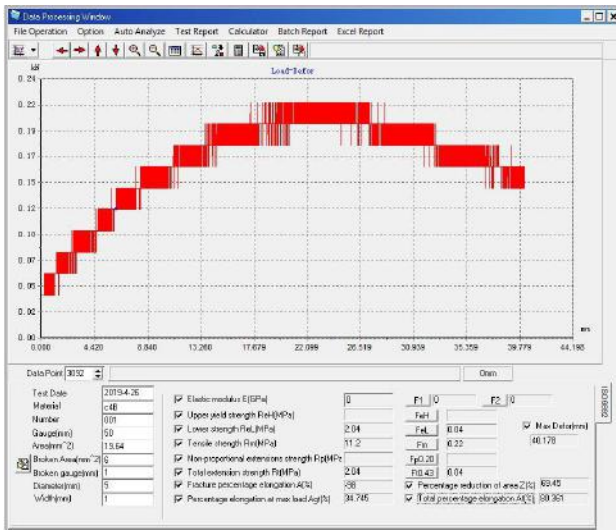 Data Processing Window
File Operation Option Auto Analyze Test Report Calculator Batch Report Excel Report
kN
Load-Defor
0.24
0.22
0.19
0.17
0.14
0.12
0.10
0.07
0.05
0.02
0.00
0.000 4.420 8.840 13.260 17.679 22.099 26.519 30.939 35.359 39.779 44.198
Data Point 3092 0mm
Test Date 2019-4-26
Material c4B
Number 001
Gauge(mm) 50
Area(mm^2) 19.64
Broken Area(mm^2) 6
Broken gauge(mm) 1
Diameter(mm) 5
Width(mm) 1
Elastic modulus E(GPa) 0
Upper yield strength ReH(MPa)
Lower strength ReL(MPa) 2.04
Tensile strength Rm(MPa) 11.2
Non-proportional extensions strength Rp(MPa
Total extension strength Rt(MPa) 2.04
Fracture percentage elongation A(%) -98
Percentage elongation at max load Agt(%) 34.745
F1 0 F2 0
FeH
FeL 0.04
Fm 0.22
Fp0.20
Ft0.43 0.04
Percentage reduction of area Z(%) 69.45
Total percentage elongation At(%) 80.361
Max Defor(mm)
40.178